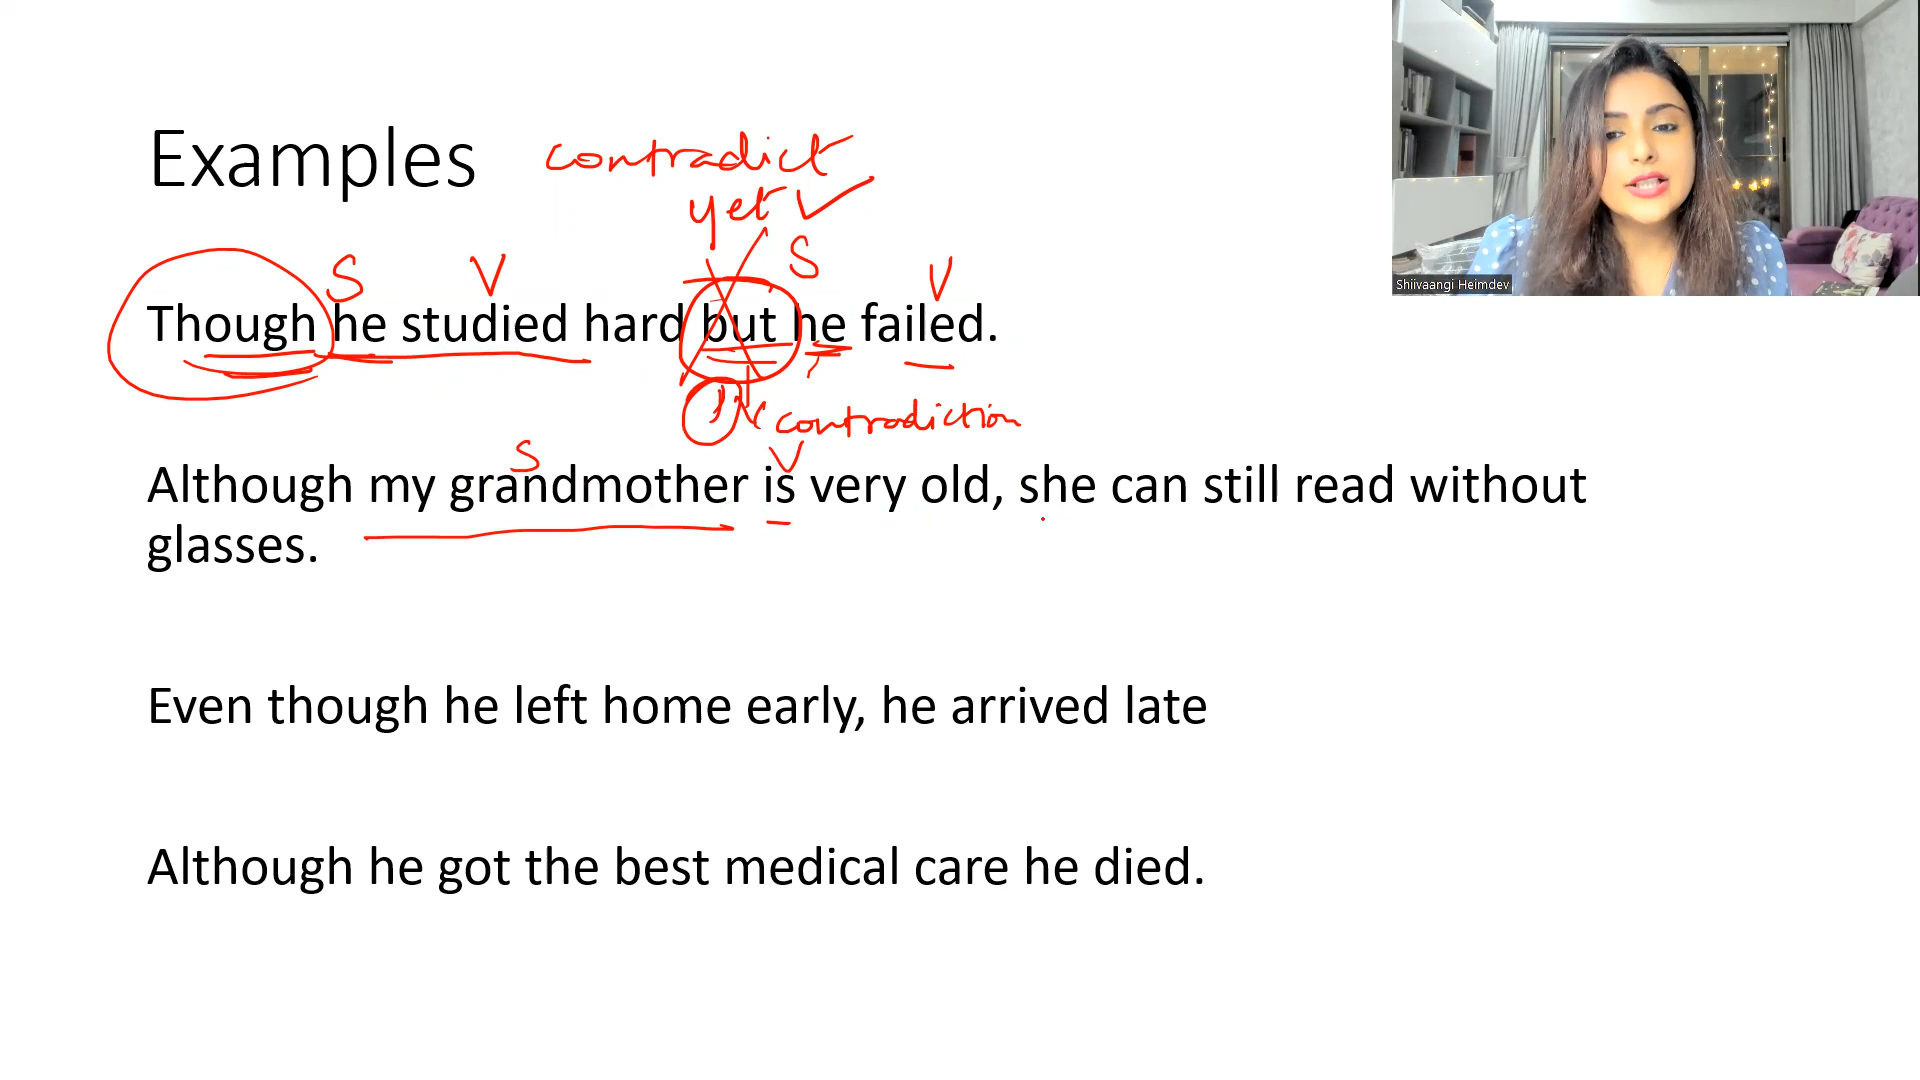 Examples
contradict
yet
S V S V
Though he studied hard but he failed.
contradiction
S V
Although my grandmother is very old, she can still read without
glasses.
Even though he left home early, he arrived late
Although he got the best medical care he died.
Shiivaangi Heimdev